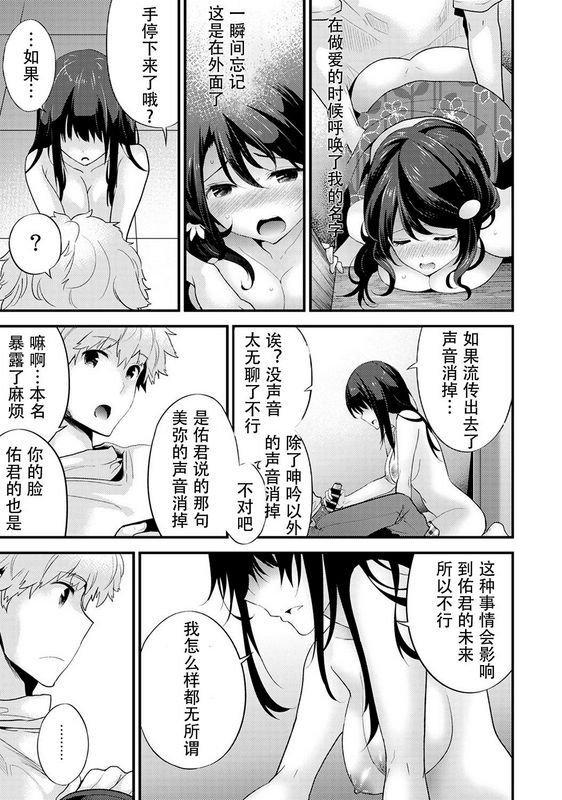 在做爱的时候呼唤了我的名字
一瞬间忘记
这是在外面了
手停下来了哦？
…如果…
？
如果流传出去了
声音消掉…
诶？没声音
太无聊了不行
除了呻吟以外
的声音消掉
不对吧
是佑君说的那句
美弥的声音消掉
嘛啊…本名
暴露了麻烦
你的脸
佑君的也是
这种事情会影响
到佑君的未来
所以不行
我怎么样都无所谓
………